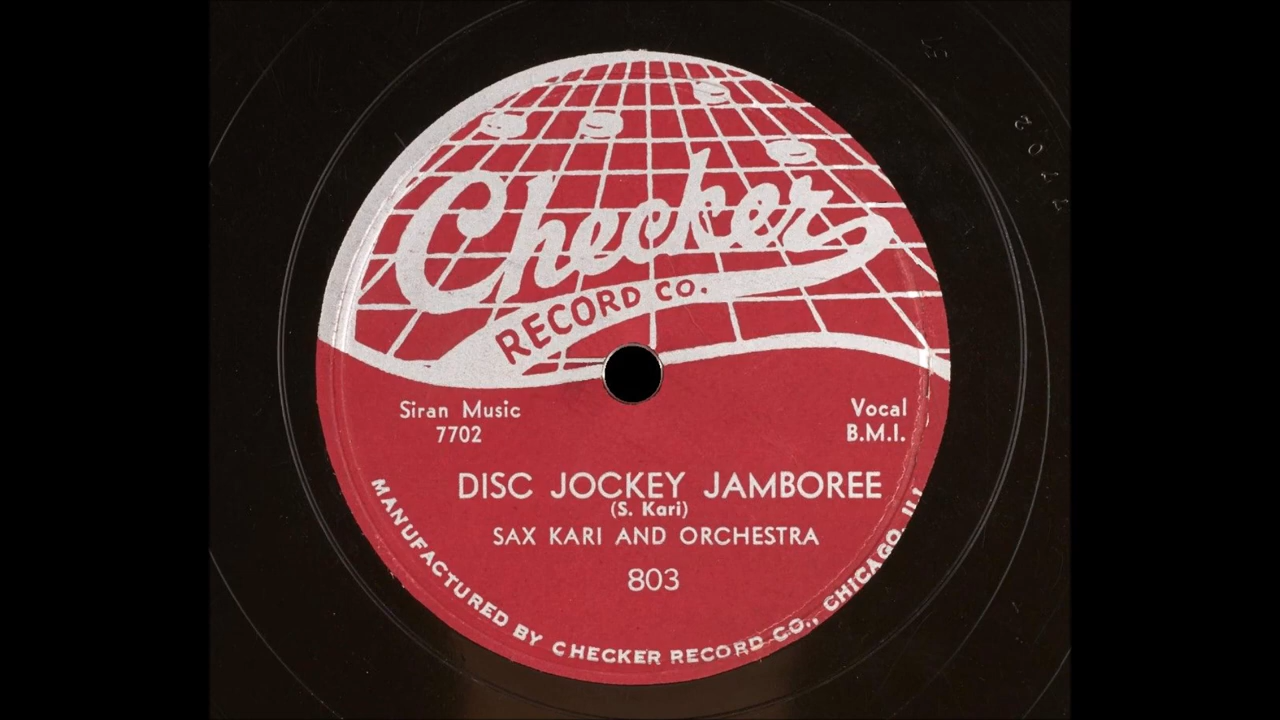 Checker
RECORD CO.
Siran Music
7702
Vocal
B.M.I.
DISC JOCKEY JAMBOREE
(S. Kari)
SAX KARI AND ORCHESTRA
803
MANUFACTURED BY CHECKER RECORD CO., CHICAGO, ILL
7702